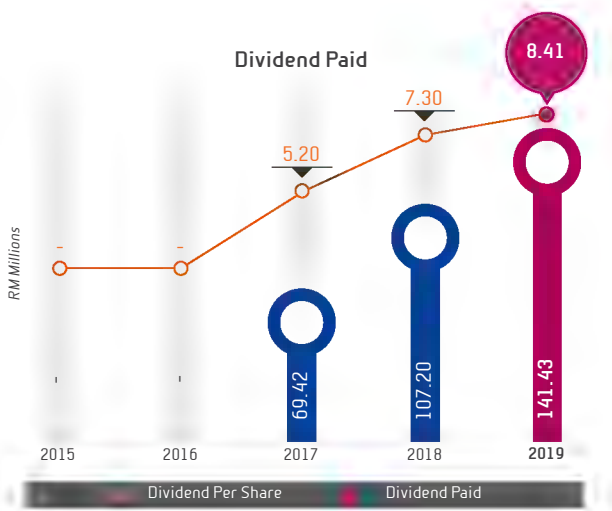 8.41
Dividend Paid
7.30
5.20
- -
RM Millions
- -
69.42
107.20
141.43
2015 2016 2017 2018 2019
Dividend Per Share Dividend Paid